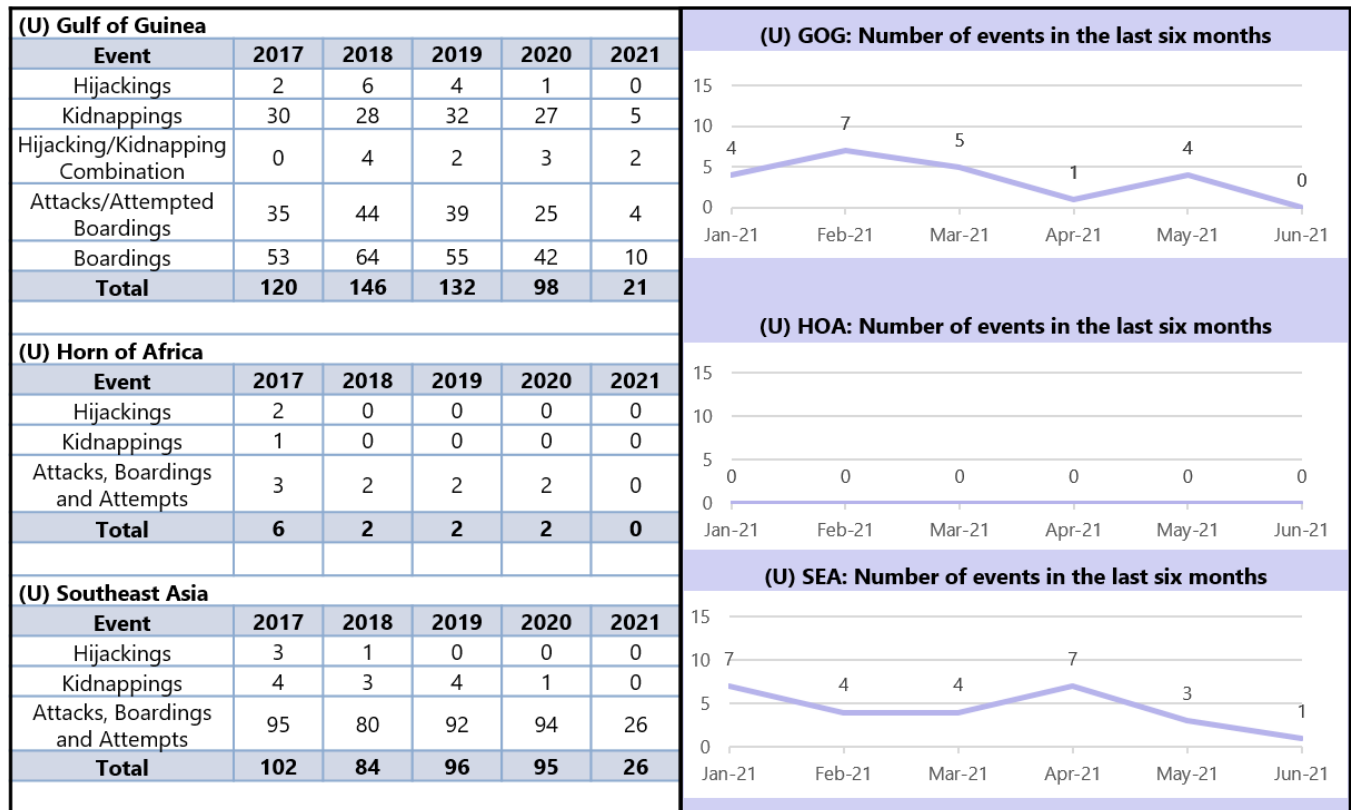 (U) Gulf of Guinea
Event 2017 2018 2019 2020 2021
Hijackings 2 6 4 1 0
Kidnappings 30 28 32 27 5
Hijacking/Kidnapping
Combination 0 4 2 3 2
Attacks/Attempted
Boardings 35 44 39 25 4
Boardings 53 64 55 42 10
Total 120 146 132 98 21
(U) Horn of Africa
Event 2017 2018 2019 2020 2021
Hijackings 2 0 0 0 0
Kidnappings 1 0 0 0 0
Attacks, Boardings
and Attempts 3 2 2 2 0
Total 6 2 2 2 0
(U) Southeast Asia
Event 2017 2018 2019 2020 2021
Hijackings 3 1 0 0 0
Kidnappings 4 3 4 1 0
Attacks, Boardings
and Attempts 95 80 92 94 26
Total 102 84 96 95 26
(U) GOG: Number of events in the last six months
15
10
5
0
4 7 5 1 4 0
Jan-21 Feb-21 Mar-21 Apr-21 May-21 Jun-21
(U) HOA: Number of events in the last six months
15
10
5
0
0 0 0 0 0 0
Jan-21 Feb-21 Mar-21 Apr-21 May-21 Jun-21
(U) SEA: Number of events in the last six months
15
10
5
0
7 4 4 7 3 1
Jan-21 Feb-21 Mar-21 Apr-21 May-21 Jun-21